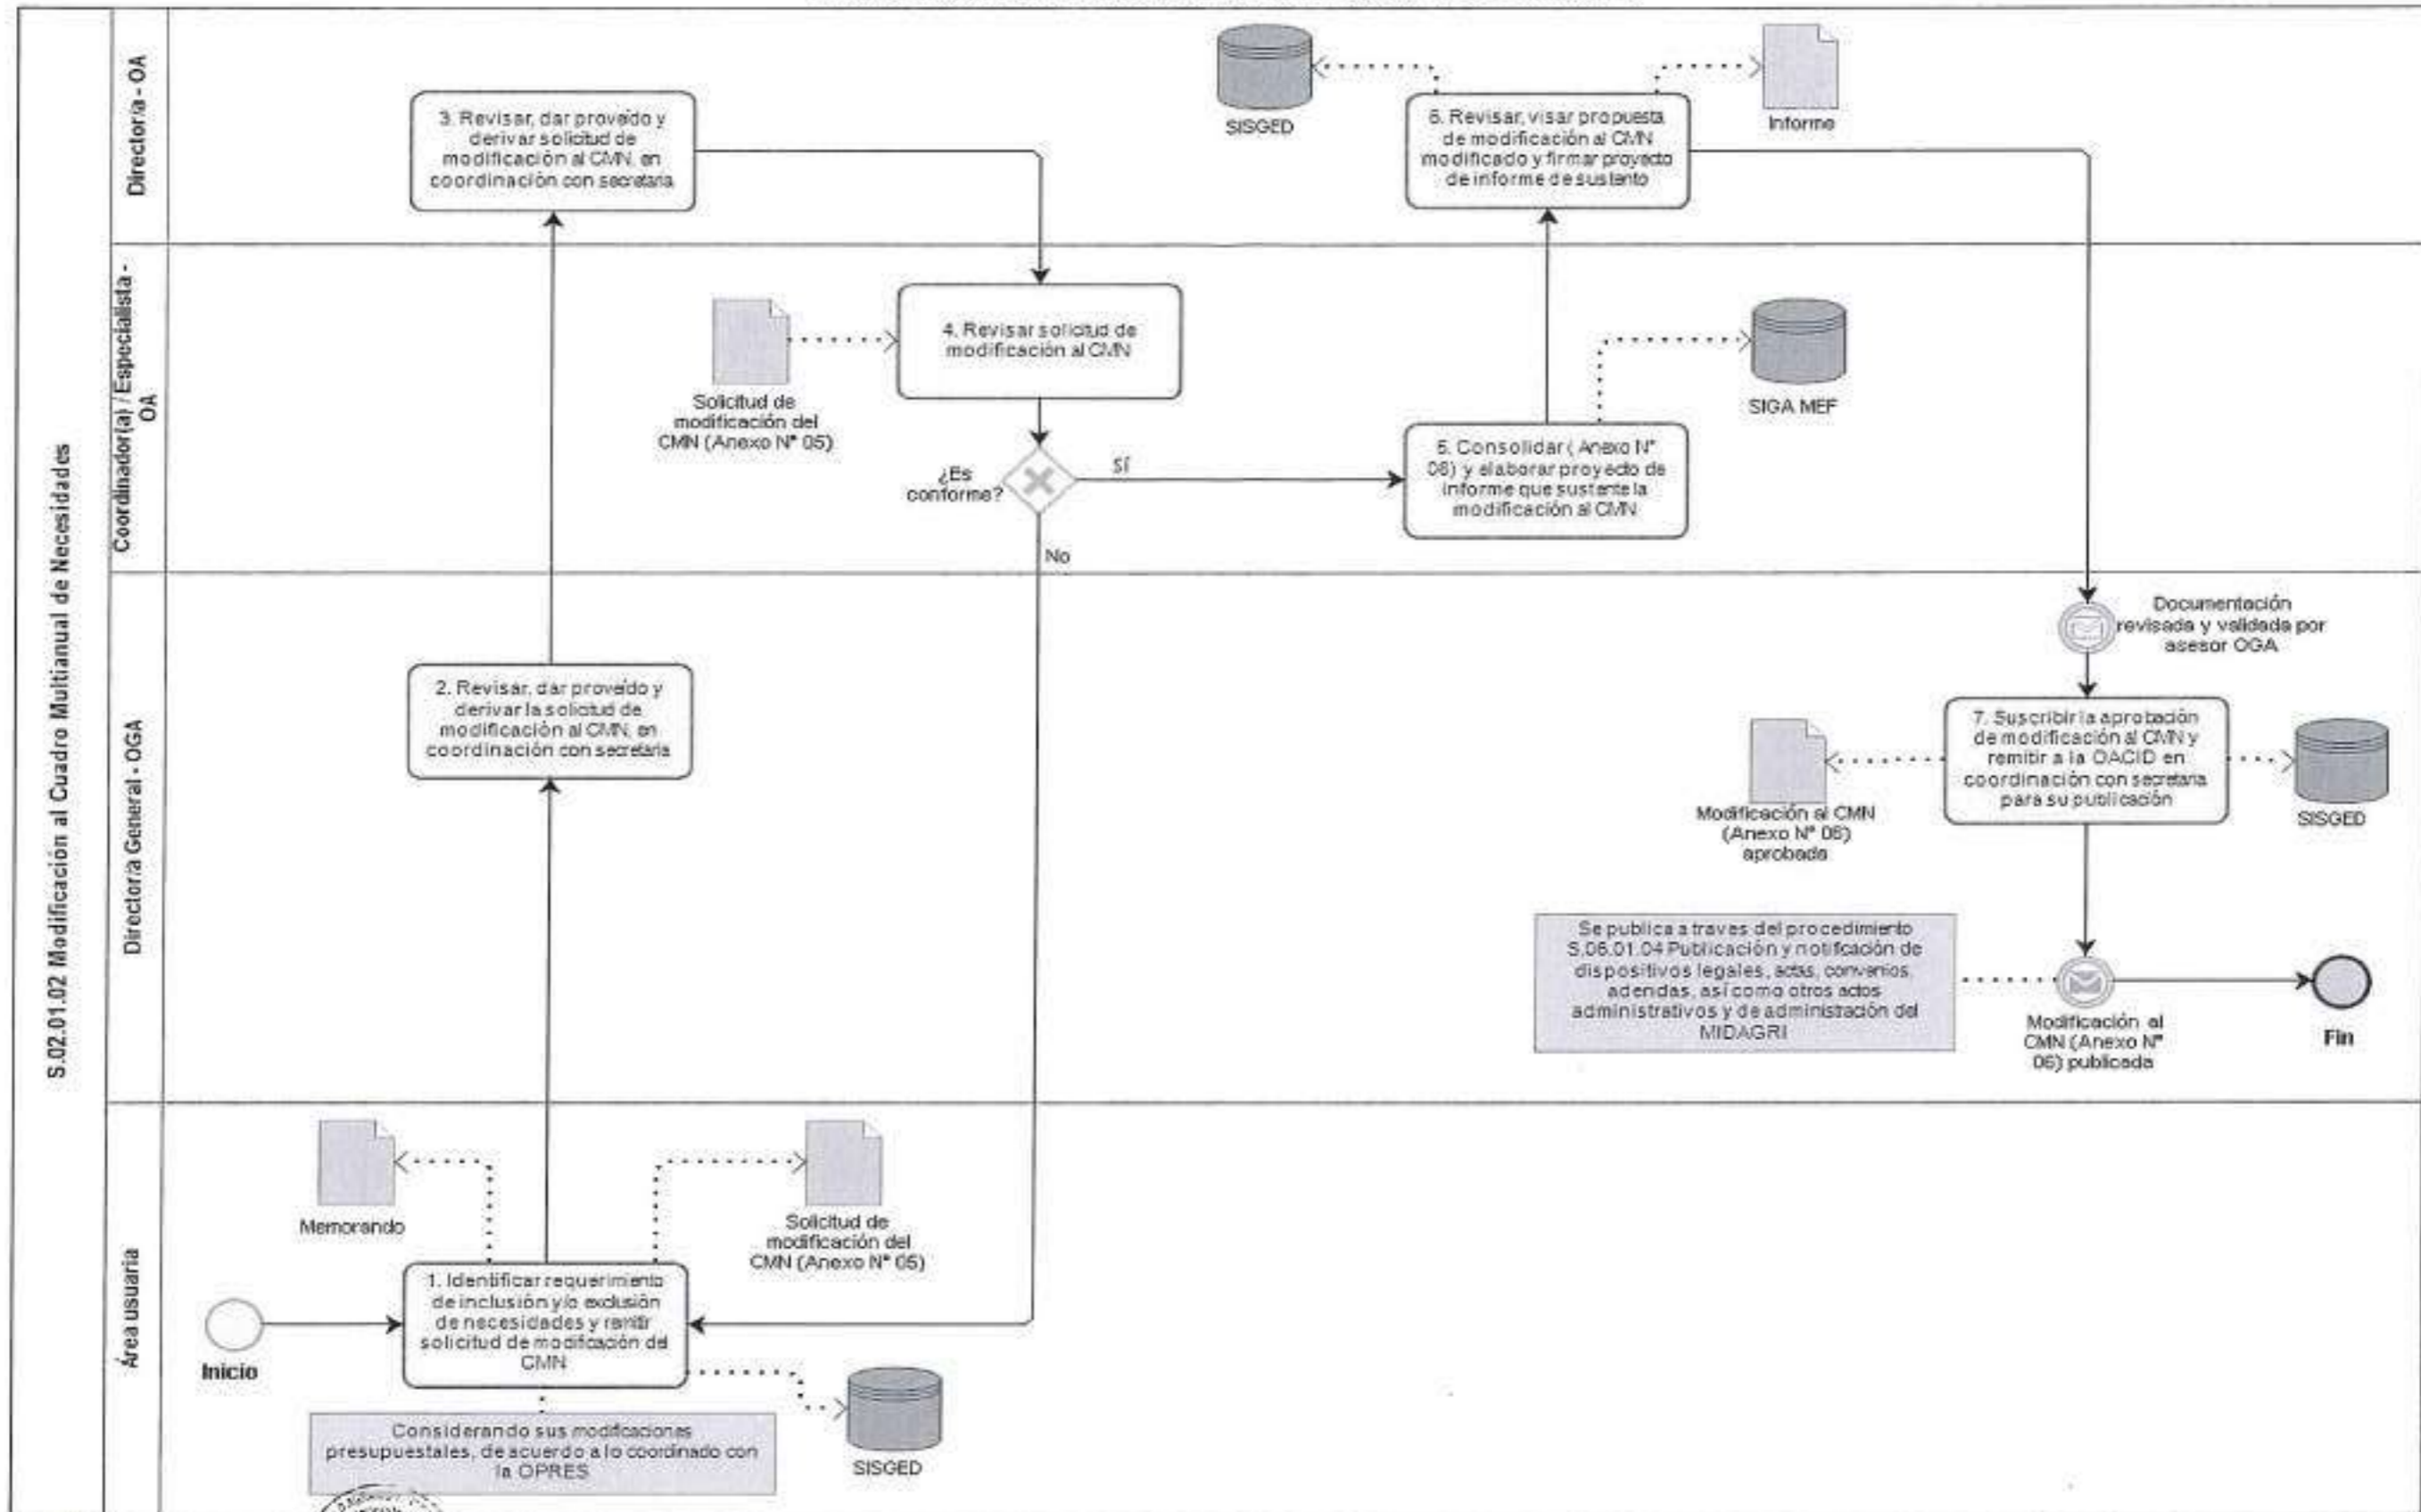 S.02.01.02 Modificación al Cuadro Multianual de Necesidades
Director/a - OA
3. Revisar, dar proveído y
derivar solicitud de
modificación al CMN, en
coordinación con secretaria
SISGED
6. Revisar, visar propuesta
de modificación al CMN
modificado y firmar proyecto
de informe de sustento
Informe
Coordinador(a) / Especialista -
OA
Solicitud de
modificación del
CMN (Anexo N° 05)
4. Revisar solicitud de
modificación al CMN
¿Es
conforme?
SÍ
No
5. Consolidar ( Anexo N°
06) y elaborar proyecto de
informe que sustente la
modificación al CMN
SIGA MEF
Director/a General - OGA
2. Revisar, dar proveído y
derivar la solicitud de
modificación al CMN, en
coordinación con secretaria
Documentación
revisada y validada por
asesor OGA
7. Suscribir la aprobación
de modificación al CMN y
remitir a la OACID en
coordinación con secretaria
para su publicación
Modificación al CMN
(Anexo N° 06)
aprobada
SISGED
Se publica a traves del procedimiento
S.06.01.04 Publicación y notificación de
dispositivos legales, actas, convenios,
adendas, así como otros actos
administrativos y de administración del
MIDAGRI
Modificación al
CMN (Anexo N°
06) publicada
Fin
Área usuaria
Memorando
Solicitud de
modificación del
CMN (Anexo N° 05)
Inicio
1. Identificar requerimiento
de inclusión y/o exclusión
de necesidades y remitir
solicitud de modificación del
CMN
Considerando sus modificaciones
presupuestales, de acuerdo a lo coordinado con
la OPRES
SISGED